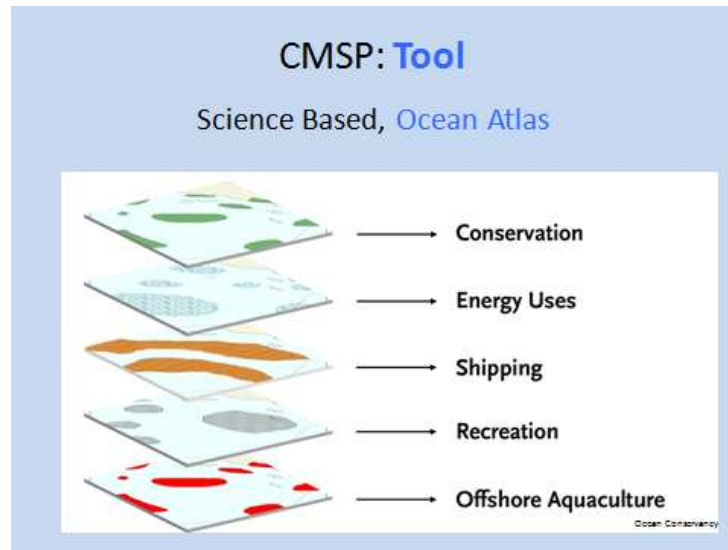 CMSP: Tool
Science Based, Ocean Atlas
Conservation
Energy Uses
Shipping
Recreation
Offshore Aquaculture
Ocean Conservancy